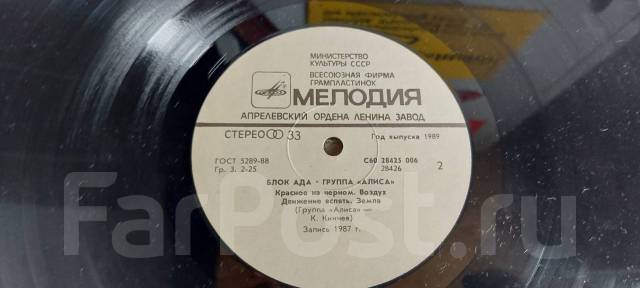 МИНИСТЕРСТВО
КУЛЬТУРЫ СССР
ВСЕСОЮЗНАЯ ФИРМА
ГРАМПЛАСТИНОК
МЕЛОДИЯ
АПРЕЛЕВСКИЙ ОРДЕНА ЛЕНИНА ЗАВОД
СТЕРЕО 33 Год выпуска 1989
ГОСТ 5289-88 С60 28425 006
Гр. 3. 2-25 28426 2
БЛОК АДА - ГРУППА «АЛИСА»
Красное на черном. Воздух
Движение вспять. Земля
(Группа «Алиса» —
К. Кинчев)
Запись 1987 г.
FarPost.ru